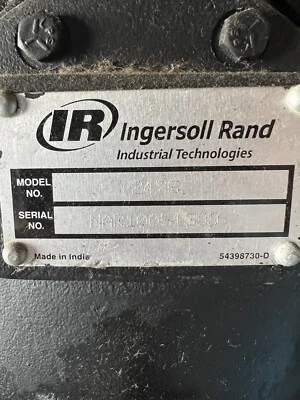 IR Ingersoll Rand
Industrial Technologies
MODEL NO.
SERIAL NO.
Made in India 54398730-D